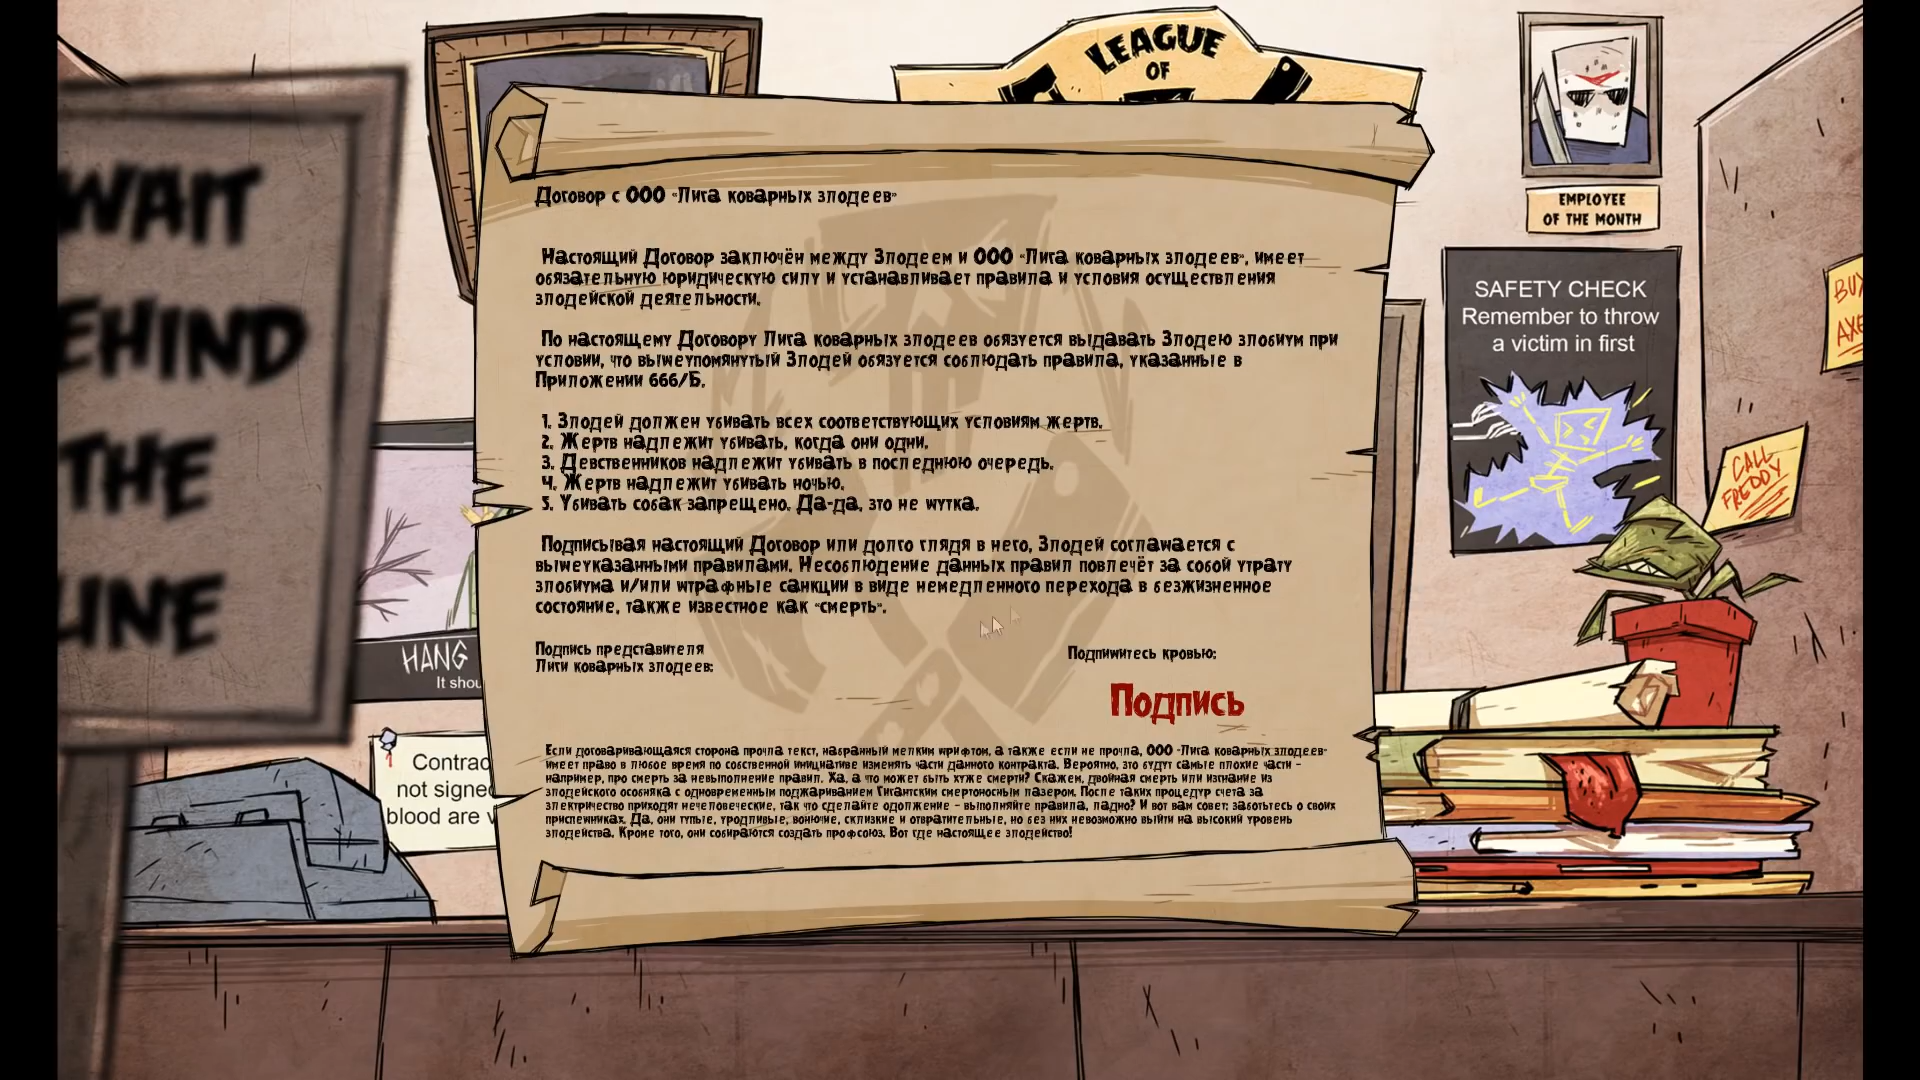 WAIT
BEHIND
THE
LINE
LEAGUE
OF
EMPLOYEE
OF THE MONTH
SAFETY CHECK
Remember to throw
a victim in first
BUY
AXE
CALL
FREDDY
HANG
It shou
Contrac
not signe
blood are
Договор с ООО «Лига коварных злодеев»
Настоящий Договор заключён между Злодеем и ООО «Лига коварных злодеев», имеет
обязательную юридическую силу и устанавливает правила и условия осуществления
злодейской деятельности.
По настоящему Договору Лига коварных злодеев обязуется выдавать Злодею злобиум при
условии, что вышеупомянутый Злодей обязуется соблюдать правила, указанные в
Приложении 666/Б.
1. Злодей должен убивать всех соответствующих условиям жертв.
2. Жертв надлежит убивать, когда они одни.
3. Девственников надлежит убивать в последнюю очередь.
4. Жертв надлежит убивать ночью.
5. Убивать собак запрещено. Да-да, это не шутка.
Подписывая настоящий Договор или долго глядя в него, Злодей соглашается с
вышеуказанными правилами. Несоблюдение данных правил повлечёт за собой утрату
злобиума и/или штрафные санкции в виде немедленного перехода в безжизненное
состояние, также известное как «смерть».
Подпись представителя
Лиги коварных злодеев:
Подпишитесь кровью:
Подпись
Если договаривающаяся сторона прочла текст, набранный мелким шрифтом, а также если не прочла, ООО «Лига коварных злодеев»
имеет право в любое время по собственной инициативе изменять части данного контракта. Вероятно, это будут самые плохие части –
например, про смерть за невыполнение правил. Ха, а что может быть хуже смерти? Скажем, двойная смерть или изгнание из
злодейского особняка с одновременным поджариванием Гигантским смертоносным лазером. После таких процедур счета за
электричество приходят нечеловеческие, так что сделайте одолжение – выполняйте правила, ладно? И вот вам совет: заботьтесь о своих
приспешниках. Да, они тупые, уродливые, вонючие, склизкие и отвратительные, но без них невозможно выйти на высокий уровень
злодейства. Кроме того, они собираются создать профсоюз. Вот где настоящее злодейство!